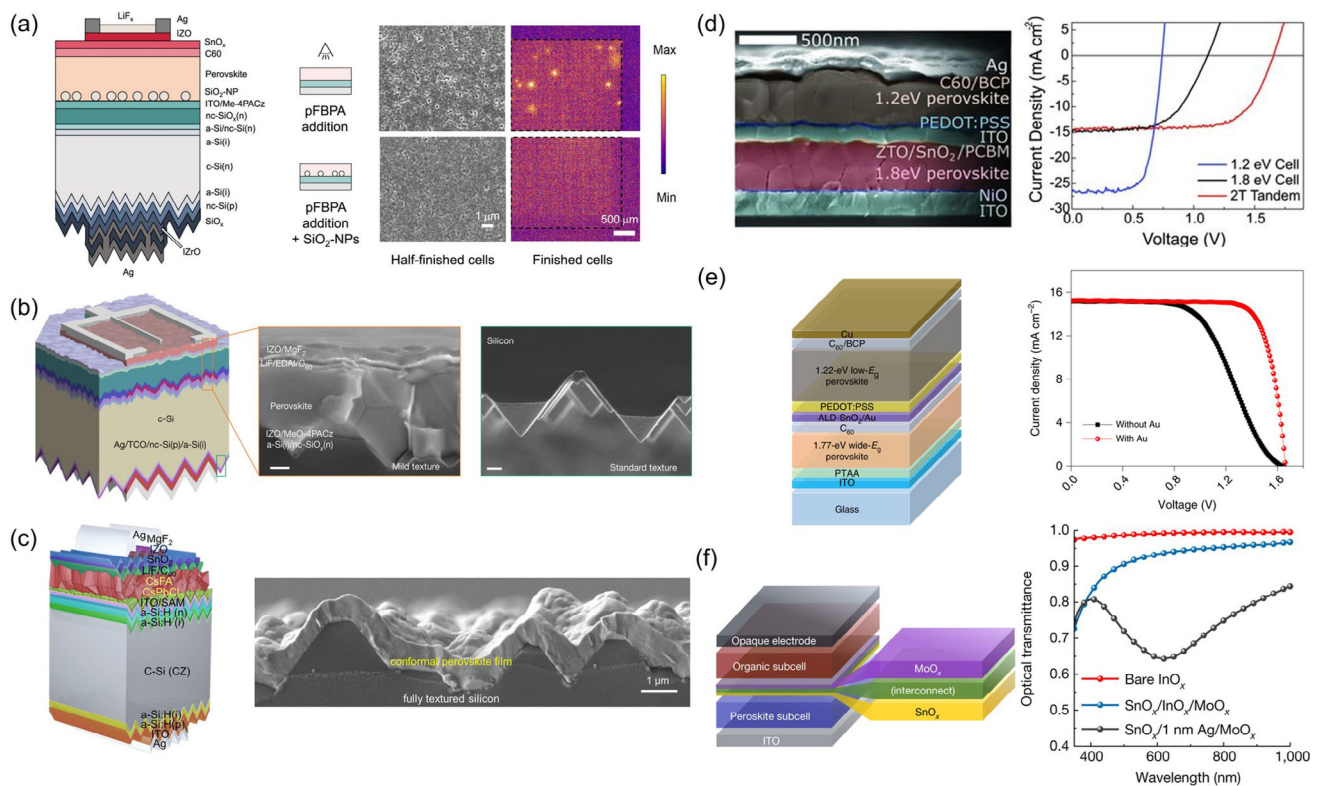 (a)
LiFₓ
Ag
IZO
SnOₓ
C60
Perovskite
SiO₂-NP
ITO/Me-4PACz
nc-SiOₓ(n)
a-Si/nc-Si(n)
a-Si(i)
c-Si(n)
a-Si(i)
nc-Si(p)
SiOₓ
IZrO
Ag
pFBPA
addition
pFBPA
addition
+ SiO₂-NPs
1 µm
500 µm
Half-finished cells
Finished cells
Max
Min
(b)
c-Si
Ag/TCO/nc-Si(p)/a-Si(i)
IZO/MgF₂
LiF/EDAI/C₆₀
Perovskite
IZO/MeO-4PACz
a-Si(i)/nc-SiOₓ(n)
Mild texture
Silicon
Standard texture
(c)
Ag
MgF₂
IZO
SnO₂
LiF/C₆₀
CsFA
CsPbCl₃
ITO/SAM
a-Si:H (n)
a-Si:H (i)
C-Si (CZ)
a-Si:H(i)
a-Si:H(p)
ITO
Ag
conformal perovskite film
fully textured silicon
1 µm
(d)
500nm
Ag
C60/BCP
1.2eV perovskite
PEDOT:PSS
ITO
ZTO/SnO₂/PCBM
1.8eV perovskite
NiO
ITO
Current Density (mA cm⁻²)
5
0
-5
-10
-15
-20
-25
0.0
0.5
1.0
1.5
Voltage (V)
1.2 eV Cell
1.8 eV Cell
2T Tandem
(e)
Cu
C₆₀/BCP
1.22-eV low-Eg
perovskite
PEDOT:PSS
ALD-SnO₂/Au
C₆₀
1.77-eV wide-Eg
perovskite
PTAA
ITO
Glass
Current density (mA cm⁻²)
16
12
8
4
0
0.0
0.4
0.8
1.2
1.6
Voltage (V)
Without Au
With Au
(f)
Opaque electrode
Organic subcell
Peroskite subcell
ITO
MoOₓ
(interconnect)
SnOₓ
Optical transmittance
1.0
0.9
0.8
0.7
0.6
0.5
0.4
400
600
800
1,000
Wavelength (nm)
Bare InOₓ
SnOₓ/InOₓ/MoOₓ
SnOₓ/1 nm Ag/MoOₓ